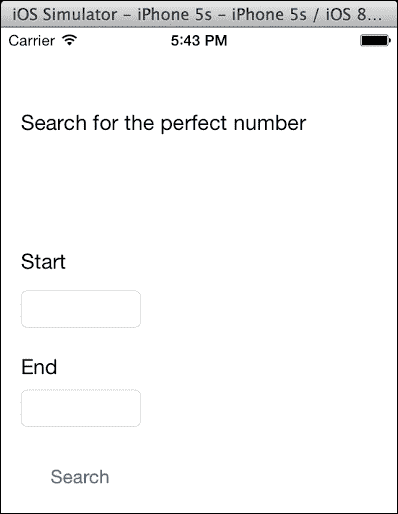 iOS Simulator – iPhone 5s – iPhone 5s / iOS 8...
Carrier 5:43 PM
Search for the perfect number
Start
End
Search